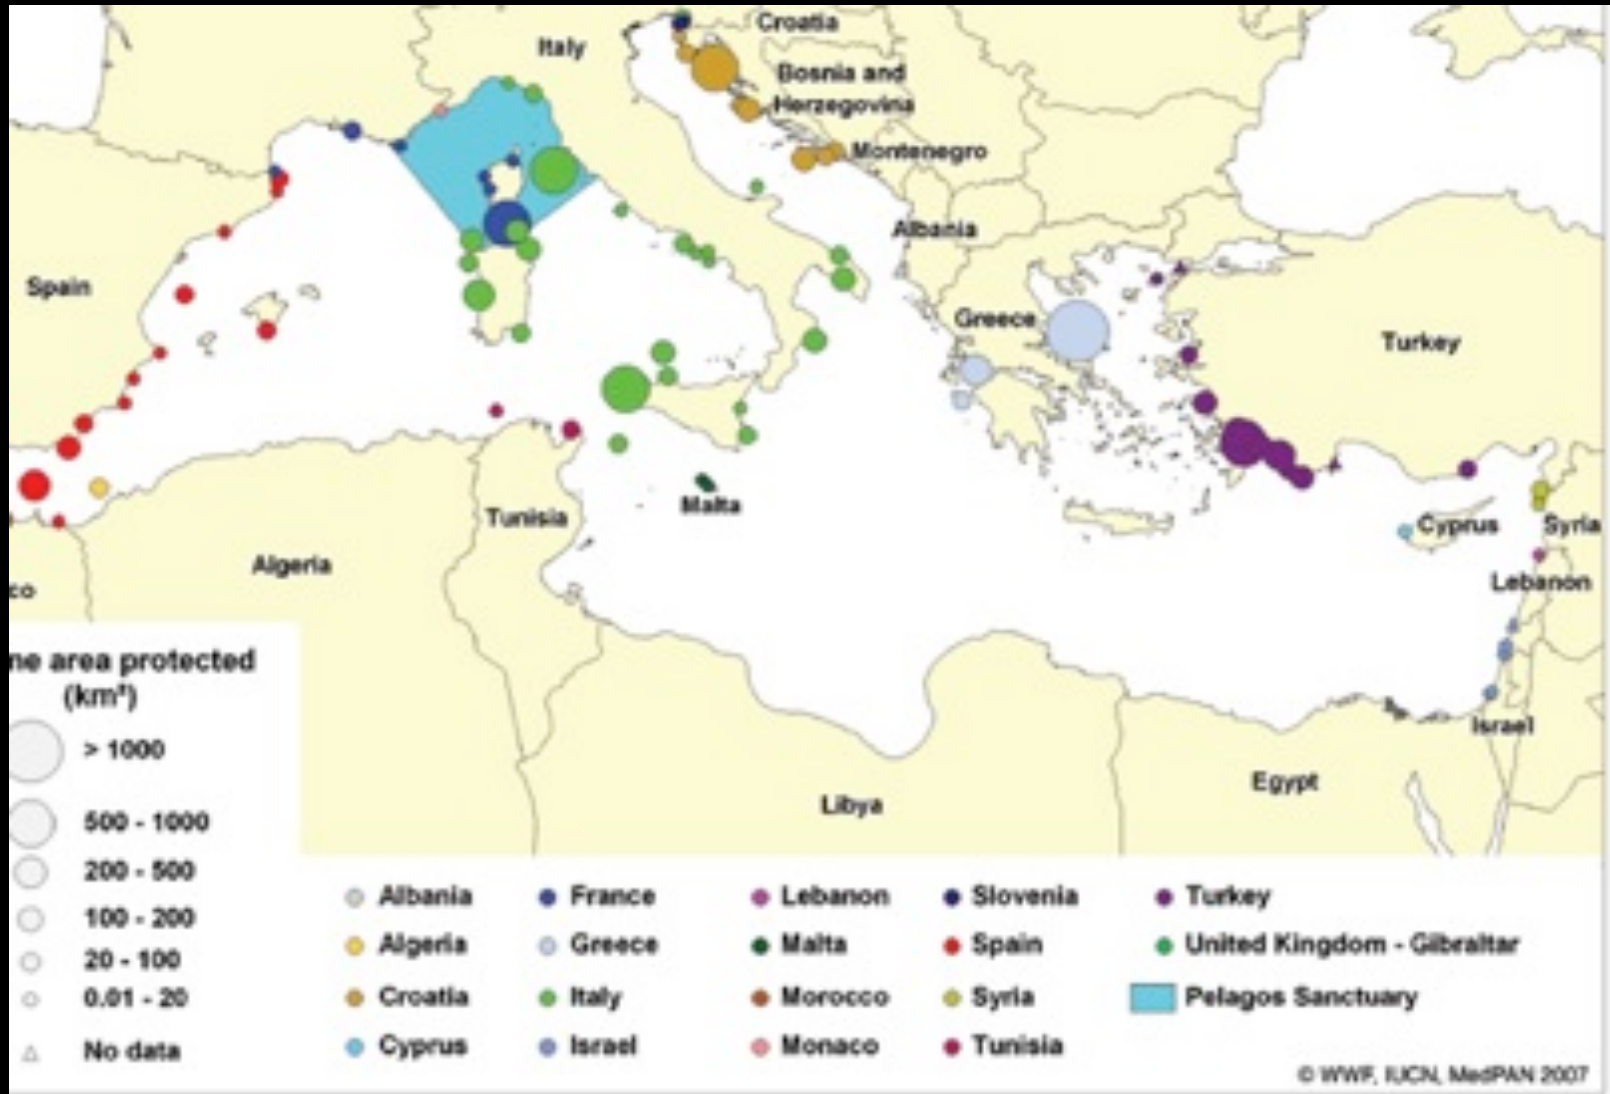 Croatia
Italy
Bosnia and
Herzegovina
Montenegro
Albania
Spain
Greece
Turkey
Malta
Tunisia
Cyprus
Syria
Algeria
Lebanon
co
Israel
Egypt
Libya
ne area protected
(km²)
> 1000
500 - 1000
200 - 500
100 - 200
20 - 100
0.01 - 20
No data
Albania
Algeria
Croatia
Cyprus
France
Greece
Italy
Israel
Lebanon
Malta
Morocco
Monaco
Slovenia
Spain
Syria
Tunisia
Turkey
United Kingdom - Gibraltar
Pelagos Sanctuary
© WWF, IUCN, MedPAN 2007